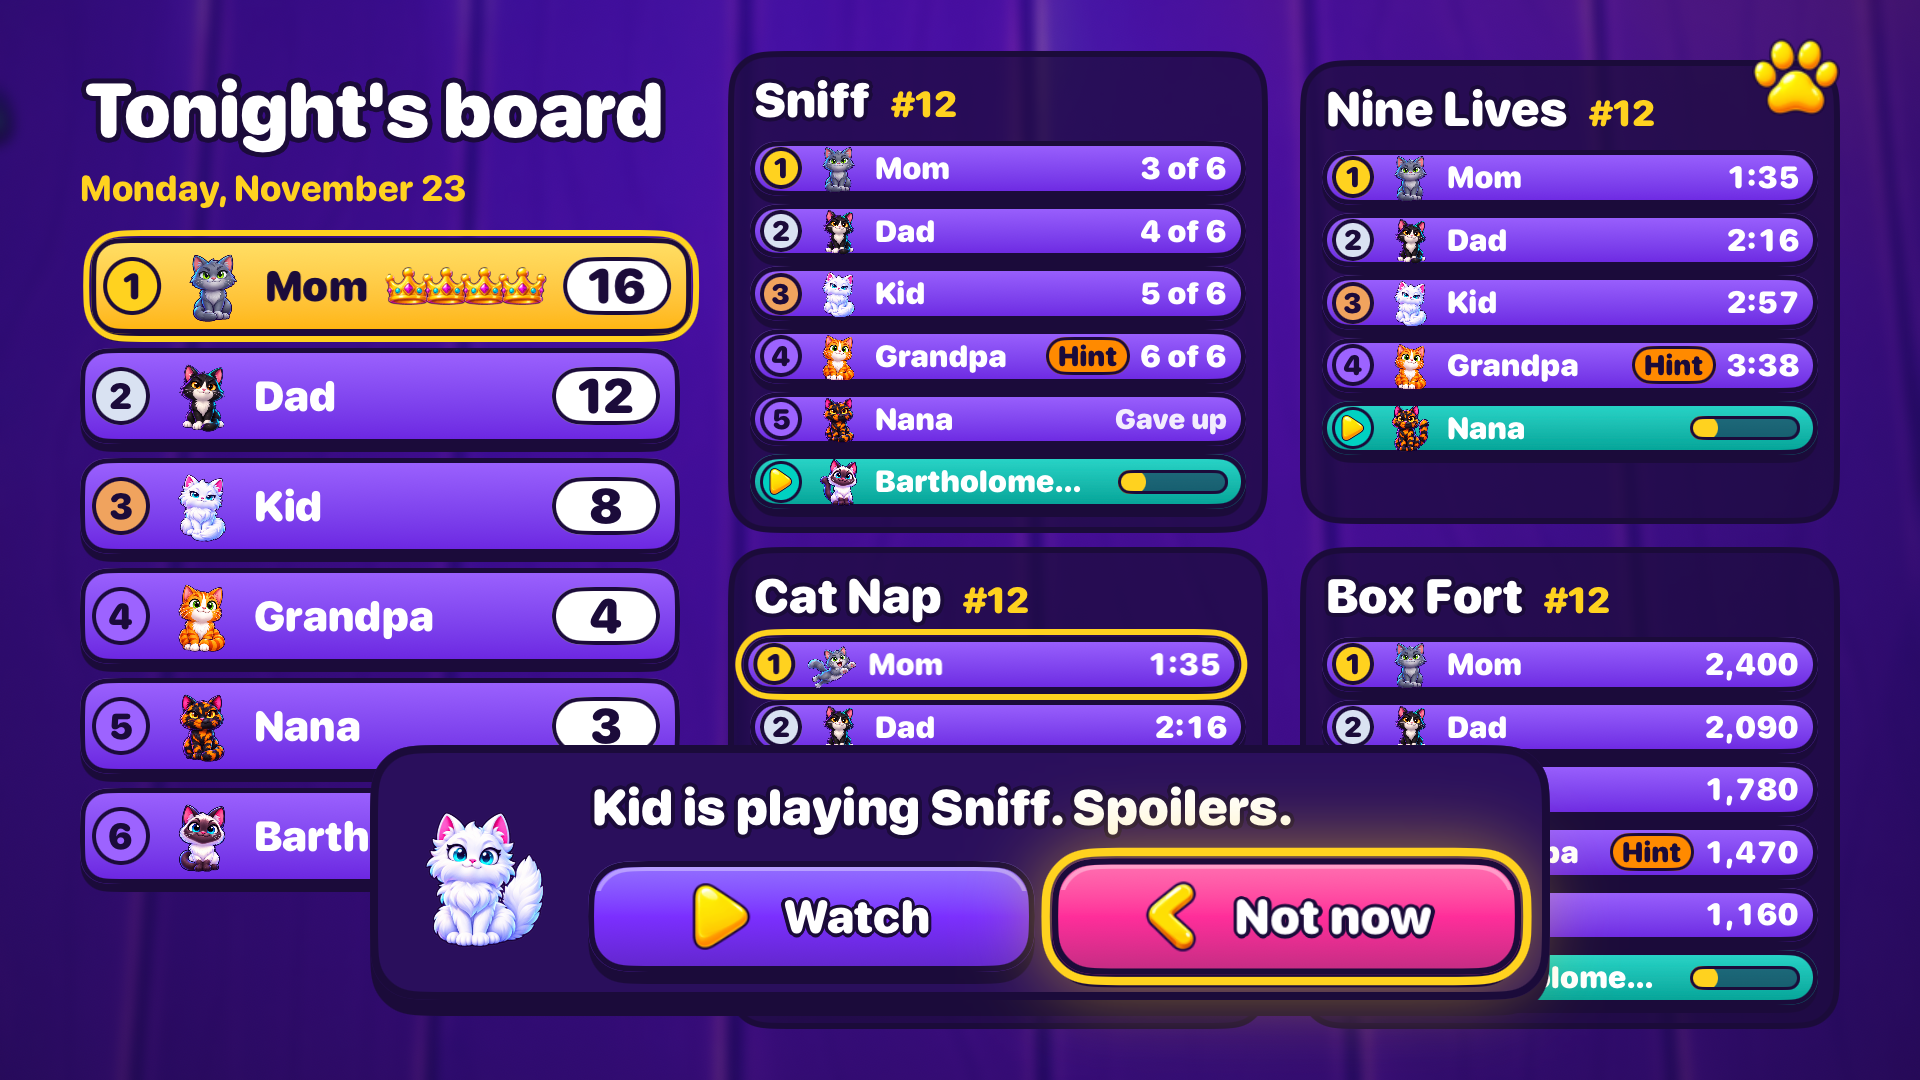 Tonight's board
Monday, November 23
1 Mom 16
2 Dad 12
3 Kid 8
4 Grandpa 4
5 Nana 3
6 Barth
Sniff #12
1 Mom 3 of 6
2 Dad 4 of 6
3 Kid 5 of 6
4 Grandpa Hint 6 of 6
5 Nana Gave up
Bartholome...
Nine Lives #12
1 Mom 1:35
2 Dad 2:16
3 Kid 2:57
4 Grandpa Hint 3:38
Nana
Cat Nap #12
1 Mom 1:35
2 Dad 2:16
Box Fort #12
1 Mom 2,400
2 Dad 2,090
1,780
pa Hint 1,470
1,160
lome...
Kid is playing Sniff. Spoilers.
Watch
Not now